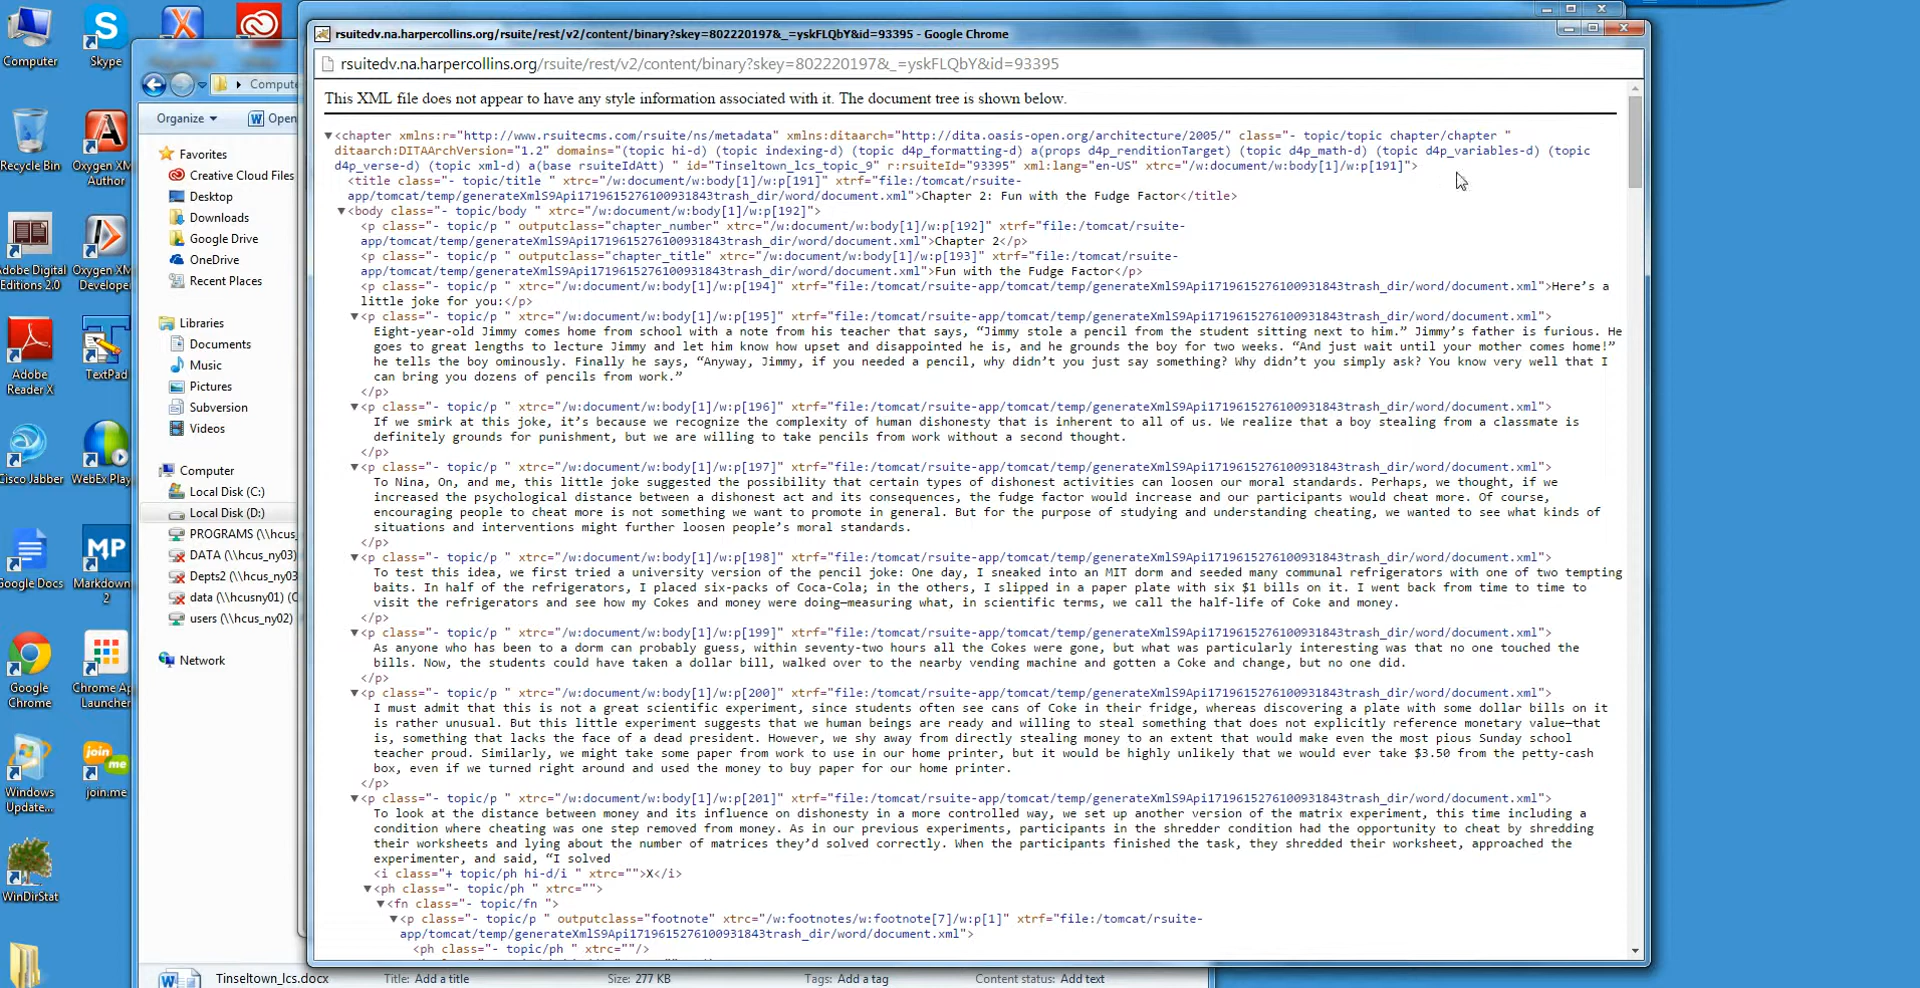 Computer
Skype
Recycle Bin
Oxygen XML
Author
Adobe Digital
Editions 2.0
Oxygen XML
Developer
Adobe
Reader X
TextPad
Cisco Jabber
WebEx Play
Google Docs
Markdown
2
Google
Chrome
Chrome Ap
Launcher
Windows
Update...
join.me
WinDirStat
Compute
Organize
Open
Favorites
Creative Cloud Files
Desktop
Downloads
Google Drive
OneDrive
Recent Places
Libraries
Documents
Music
Pictures
Subversion
Videos
Computer
Local Disk (C:)
Local Disk (D:)
PROGRAMS (\\hcus_
DATA (\\hcus_ny03)
Depts2 (\\hcus_ny03
data (\\hcusny01) (
users (\\hcus_ny02)
Network
rsuitedv.na.harpercollins.org/rsuite/rest/v2/content/binary?skey=802220197&_=yskFLQbY&id=93395 - Google Chrome
rsuitedv.na.harpercollins.org/rsuite/rest/v2/content/binary?skey=802220197&_=yskFLQbY&id=93395
This XML file does not appear to have any style information associated with it. The document tree is shown below.
<chapter xmlns:r="http://www.rsuitecms.com/rsuite/ns/metadata" xmlns:ditaarch="http://dita.oasis-open.org/architecture/2005/" class="- topic/topic chapter/chapter "
ditaarch:DITAArchVersion="1.2" domains="(topic hi-d) (topic indexing-d) (topic d4p_formatting-d) a(props d4p_renditionTarget) (topic d4p_math-d) (topic d4p_variables-d) (topic
d4p_verse-d) (topic xml-d) a(base rsuiteIdAtt) " id="Tinseltown_lcs_topic_9" r:rsuiteId="93395" xml:lang="en-US" xtrc="/w:document/w:body[1]/w:p[191]">
<title class="- topic/title " xtrc="/w:document/w:body[1]/w:p[191]" xtrf="file:/tomcat/rsuite-
app/tomcat/temp/generateXmlS9Api1719615276100931843trash_dir/word/document.xml">Chapter 2: Fun with the Fudge Factor</title>
<body class="- topic/body " xtrc="/w:document/w:body[1]/w:p[192]">
<p class="- topic/p " outputclass="chapter_number" xtrc="/w:document/w:body[1]/w:p[192]" xtrf="file:/tomcat/rsuite-
app/tomcat/temp/generateXmlS9Api1719615276100931843trash_dir/word/document.xml">Chapter 2</p>
<p class="- topic/p " outputclass="chapter_title" xtrc="/w:document/w:body[1]/w:p[193]" xtrf="file:/tomcat/rsuite-
app/tomcat/temp/generateXmlS9Api1719615276100931843trash_dir/word/document.xml">Fun with the Fudge Factor</p>
<p class="- topic/p " xtrc="/w:document/w:body[1]/w:p[194]" xtrf="file:/tomcat/rsuite-app/tomcat/temp/generateXmlS9Api1719615276100931843trash_dir/word/document.xml">Here’s a
little joke for you:</p>
<p class="- topic/p " xtrc="/w:document/w:body[1]/w:p[195]" xtrf="file:/tomcat/rsuite-app/tomcat/temp/generateXmlS9Api1719615276100931843trash_dir/word/document.xml">
Eight-year-old Jimmy comes home from school with a note from his teacher that says, “Jimmy stole a pencil from the student sitting next to him.” Jimmy’s father is furious. He
goes to great lengths to lecture Jimmy and let him know how upset and disappointed he is, and he grounds the boy for two weeks. “And just wait until your mother comes home!”
he tells the boy ominously. Finally he says, “Anyway, Jimmy, if you needed a pencil, why didn’t you just say something? Why didn’t you simply ask? You know very well that I
can bring you dozens of pencils from work.”
</p>
<p class="- topic/p " xtrc="/w:document/w:body[1]/w:p[196]" xtrf="file:/tomcat/rsuite-app/tomcat/temp/generateXmlS9Api1719615276100931843trash_dir/word/document.xml">
If we smirk at this joke, it’s because we recognize the complexity of human dishonesty that is inherent to all of us. We realize that a boy stealing from a classmate is
definitely grounds for punishment, but we are willing to take pencils from work without a second thought.
</p>
<p class="- topic/p " xtrc="/w:document/w:body[1]/w:p[197]" xtrf="file:/tomcat/rsuite-app/tomcat/temp/generateXmlS9Api1719615276100931843trash_dir/word/document.xml">
To Nina, On, and me, this little joke suggested the possibility that certain types of dishonest activities can loosen our moral standards. Perhaps, we thought, if we
increased the psychological distance between a dishonest act and its consequences, the fudge factor would increase and our participants would cheat more. Of course,
encouraging people to cheat more is not something we want to promote in general. But for the purpose of studying and understanding cheating, we wanted to see what kinds of
situations and interventions might further loosen people’s moral standards.
</p>
<p class="- topic/p " xtrc="/w:document/w:body[1]/w:p[198]" xtrf="file:/tomcat/rsuite-app/tomcat/temp/generateXmlS9Api1719615276100931843trash_dir/word/document.xml">
To test this idea, we first tried a university version of the pencil joke: One day, I sneaked into an MIT dorm and seeded many communal refrigerators with one of two tempting
baits. In half of the refrigerators, I placed six-packs of Coca-Cola; in the others, I slipped in a paper plate with six $1 bills on it. I went back from time to time to
visit the refrigerators and see how my Cokes and money were doing—measuring what, in scientific terms, we call the half-life of Coke and money.
</p>
<p class="- topic/p " xtrc="/w:document/w:body[1]/w:p[199]" xtrf="file:/tomcat/rsuite-app/tomcat/temp/generateXmlS9Api1719615276100931843trash_dir/word/document.xml">
As anyone who has been to a dorm can probably guess, within seventy-two hours all the Cokes were gone, but what was particularly interesting was that no one touched the
bills. Now, the students could have taken a dollar bill, walked over to the nearby vending machine and gotten a Coke and change, but no one did.
</p>
<p class="- topic/p " xtrc="/w:document/w:body[1]/w:p[200]" xtrf="file:/tomcat/rsuite-app/tomcat/temp/generateXmlS9Api1719615276100931843trash_dir/word/document.xml">
I must admit that this is not a great scientific experiment, since students often see cans of Coke in their fridge, whereas discovering a plate with some dollar bills on it
is rather unusual. But this little experiment suggests that we human beings are ready and willing to steal something that does not explicitly reference monetary value—that
is, something that lacks the face of a dead president. However, we shy away from directly stealing money to an extent that would make even the most pious Sunday school
teacher proud. Similarly, we might take some paper from work to use in our home printer, but it would be highly unlikely that we would ever take $3.50 from the petty-cash
box, even if we turned right around and used the money to buy paper for our home printer.
</p>
<p class="- topic/p " xtrc="/w:document/w:body[1]/w:p[201]" xtrf="file:/tomcat/rsuite-app/tomcat/temp/generateXmlS9Api1719615276100931843trash_dir/word/document.xml">
To look at the distance between money and its influence on dishonesty in a more controlled way, we set up another version of the matrix experiment, this time including a
condition where cheating was one step removed from money. As in our previous experiments, participants in the shredder condition had the opportunity to cheat by shredding
their worksheets and lying about the number of matrices they’d solved correctly. When the participants finished the task, they shredded their worksheet, approached the
experimenter, and said, “I solved
<i class="+ topic/ph hi-d/i " xtrc="">X</i>
<ph class="- topic/ph " xtrc="">
<fn class="- topic/fn ">
<p class="- topic/p " outputclass="footnote" xtrc="/w:footnotes/w:footnote[7]/w:p[1]" xtrf="file:/tomcat/rsuite-
app/tomcat/temp/generateXmlS9Api1719615276100931843trash_dir/word/document.xml">
<ph class="- topic/ph " xtrc=""/>
Tinseltown_lcs.docx
Title: Add a title
Size: 277 KB
Tags: Add a tag
Content status: Add text